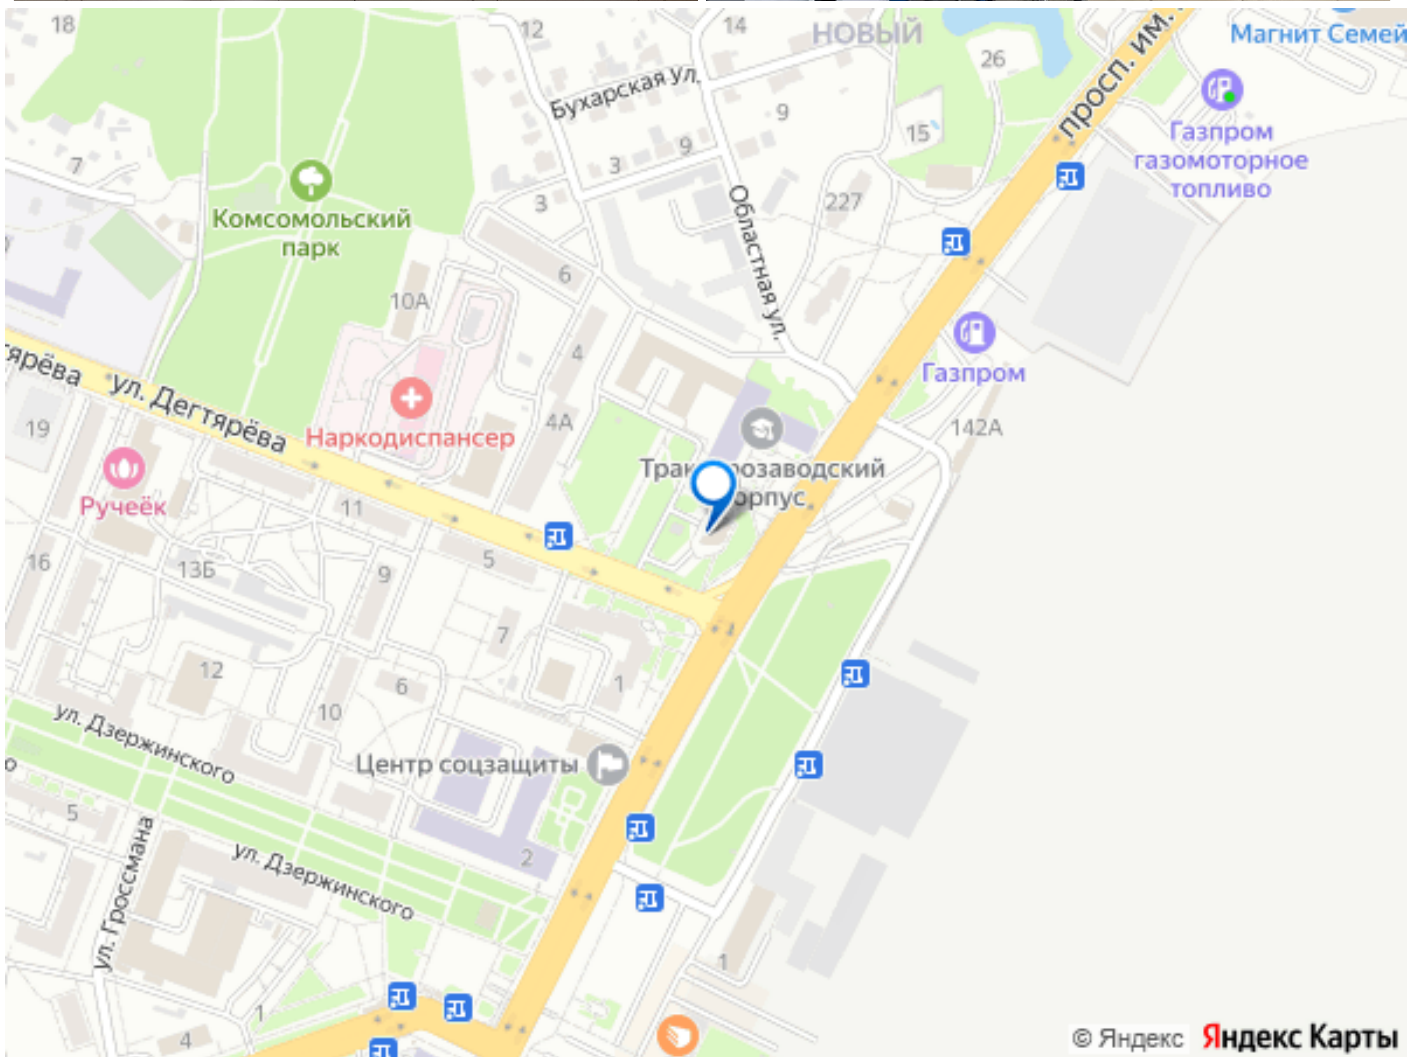 18
12
14
НОВЫЙ
Магнит Семей
26
просп. им.
Бухарская ул.
9
15
Газпром
газомоторное
топливо
7
3
9
3
227
Областная ул.
Комсомольский
парк
6
10А
4
Газпром
тярёва
ул. Дегтярёва
19
Наркодиспансер
4А
142А
Тракторозаводский
корпус
Ручеёк
11
5
16
13Б
9
7
12
6
1
10
ул. Дзержинского
о
Центр соцзащиты
5
2
ул. Дзержинского
ул. Гроссмана
1
1
4
© Яндекс Яндекс Карты